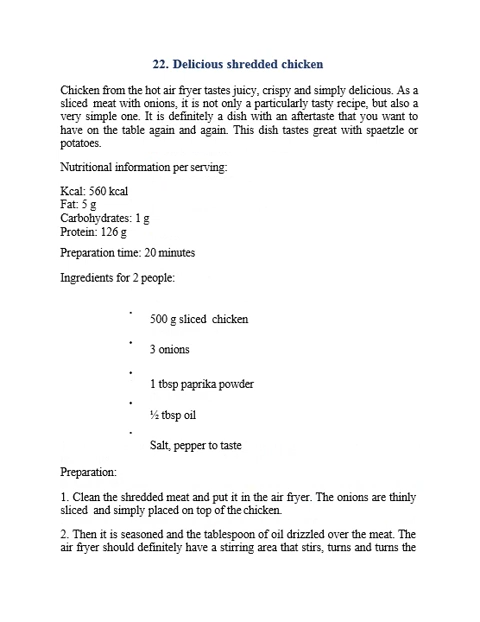 22. Delicious shredded chicken
Chicken from the hot air fryer tastes juicy, crispy and simply delicious. As a
sliced meat with onions, it is not only a particularly tasty recipe, but also a
very simple one. It is definitely a dish with an aftertaste that you want to
have on the table again and again. This dish tastes great with spaetzle or
potatoes.
Nutritional information per serving:
Kcal: 560 kcal
Fat: 5 g
Carbohydrates: 1 g
Protein: 126 g
Preparation time: 20 minutes
Ingredients for 2 people:
• 500 g sliced chicken
• 3 onions
• 1 tbsp paprika powder
• ½ tbsp oil
• Salt, pepper to taste
Preparation:
1. Clean the shredded meat and put it in the air fryer. The onions are thinly
sliced and simply placed on top of the chicken.
2. Then it is seasoned and the tablespoon of oil drizzled over the meat. The
air fryer should definitely have a stirring area that stirs, turns and turns the